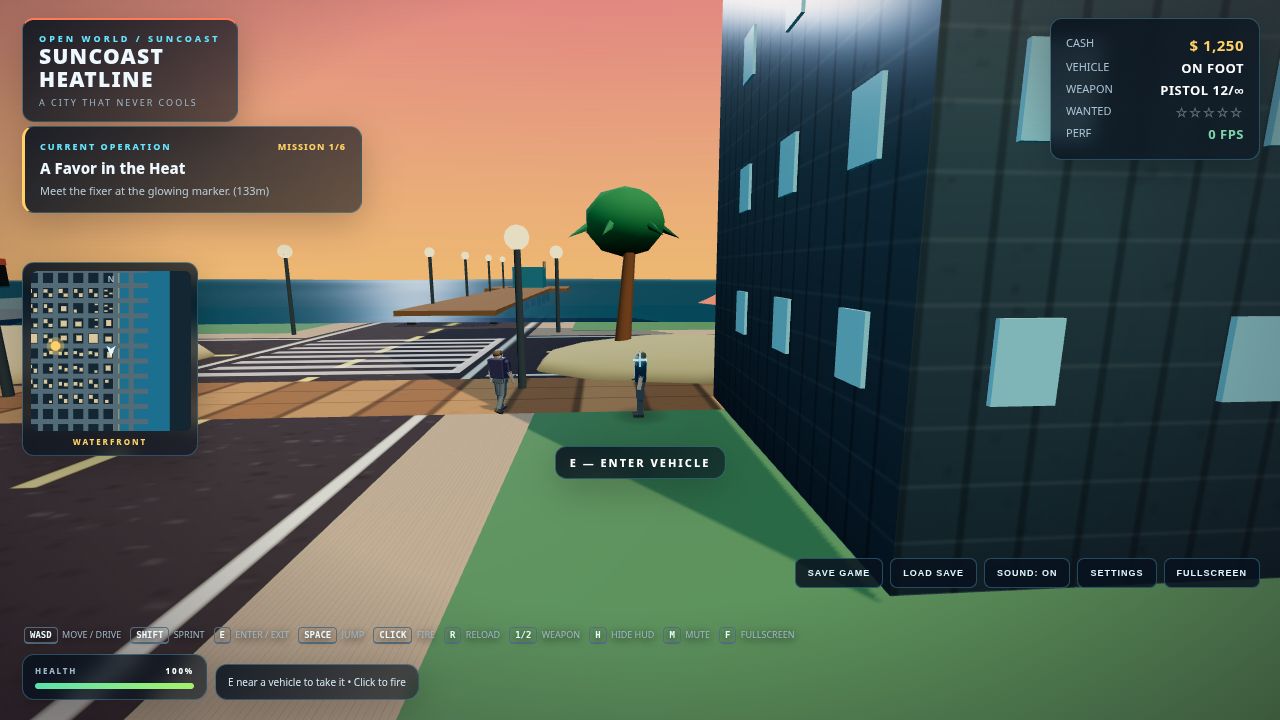 OPEN WORLD / SUNCOAST
SUNCOAST
HEATLINE
A CITY THAT NEVER COOLS
CURRENT OPERATION MISSION 1/6
A Favor in the Heat
Meet the fixer at the glowing marker. (133m)
CASH $ 1,250
VEHICLE ON FOOT
WEAPON PISTOL 12/∞
WANTED ☆☆☆☆☆
PERF 0 FPS
N
WATERFRONT
E — ENTER VEHICLE
SAVE GAME LOAD SAVE SOUND: ON SETTINGS FULLSCREEN
WASD MOVE / DRIVE SHIFT SPRINT E ENTER / EXIT SPACE JUMP CLICK FIRE R RELOAD 1/2 WEAPON H HIDE HUD M MUTE F FULLSCREEN
HEALTH 100%
E near a vehicle to take it • Click to fire